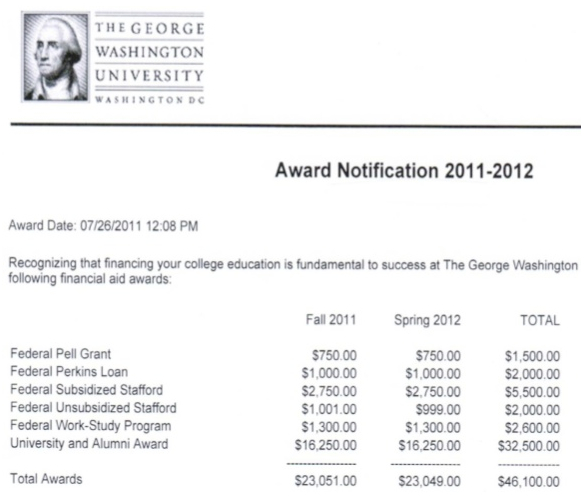 THE GEORGE
WASHINGTON
UNIVERSITY
WASHINGTON DC
Award Notification 2011-2012
Award Date: 07/26/2011 12:08 PM
Recognizing that financing your college education is fundamental to success at The George Washington
following financial aid awards:
Fall 2011 Spring 2012 TOTAL
Federal Pell Grant $750.00 $750.00 $1,500.00
Federal Perkins Loan $1,000.00 $1,000.00 $2,000.00
Federal Subsidized Stafford $2,750.00 $2,750.00 $5,500.00
Federal Unsubsidized Stafford $1,001.00 $999.00 $2,000.00
Federal Work-Study Program $1,300.00 $1,300.00 $2,600.00
University and Alumni Award $16,250.00 $16,250.00 $32,500.00
---------------- ---------------- ----------------
Total Awards $23,051.00 $23,049.00 $46,100.00